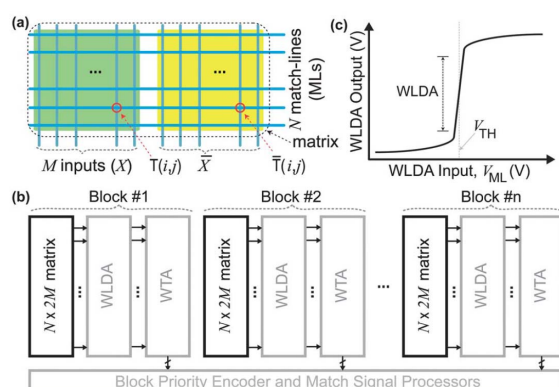 (a)
...
...
N match-lines
(MLs)
matrix
M inputs (X)
T(i,j)
X̅
T̅(i,j)
(c)
WLDA Output (V)
WLDA
V_TH
WLDA Input, V_ML (V)
(b)
Block #1
Block #2
Block #n
N x 2M matrix
...
WLDA
...
WTA
N x 2M matrix
...
WLDA
...
WTA
...
N x 2M matrix
...
WLDA
...
WTA
Block Priority Encoder and Match Signal Processors